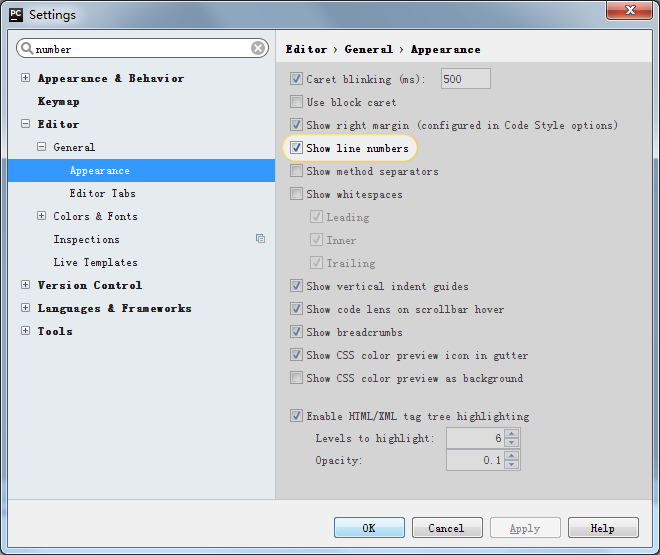 PC Settings
number
Appearance & Behavior
Keymap
Editor
General
Appearance
Editor Tabs
Colors & Fonts
Inspections
Live Templates
Version Control
Languages & Frameworks
Tools
Editor › General › Appearance
Caret blinking (ms): 500
Use block caret
Show right margin (configured in Code Style options)
Show line numbers
Show method separators
Show whitespaces
Leading
Inner
Trailing
Show vertical indent guides
Show code lens on scrollbar hover
Show breadcrumbs
Show CSS color preview icon in gutter
Show CSS color preview as background
Enable HTML/XML tag tree highlighting
Levels to highlight: 6
Opacity: 0.1
OK Cancel Apply Help